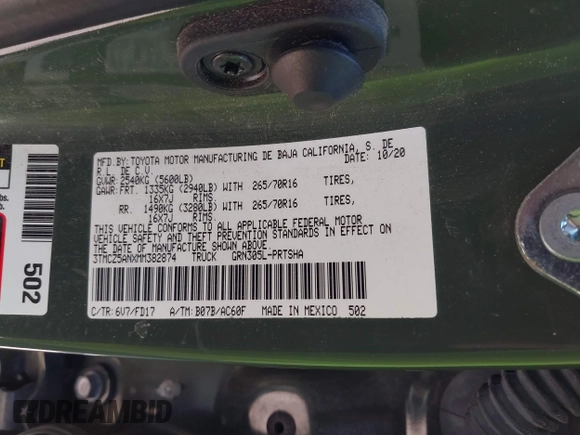 MFD.BY:TOYOTA MOTOR MANUFACTURING DE BAJA CALIFORNIA, S. DE
R.L. DE C.V. DATE: 10/20
GVWR:2540KG (5600LB)
GAWR:FRT. 1335KG (2940LB) WITH 265/70R16 TIRES,
16X7J RIMS.
RR. 1490KG (3280LB) WITH 265/70R16 TIRES,
16X7J RIMS.
THIS VEHICLE CONFORMS TO ALL APPLICABLE FEDERAL MOTOR
VEHICLE SAFETY AND THEFT PREVENTION STANDARDS IN EFFECT ON
THE DATE OF MANUFACTURE SHOWN ABOVE.
3TMCZ5ANXMM382874 TRUCK GRN305L-PRTSHA
C/TR:6V7/FD17 A/TM:B07B/AC60F MADE IN MEXICO 502
502
DREAMBID